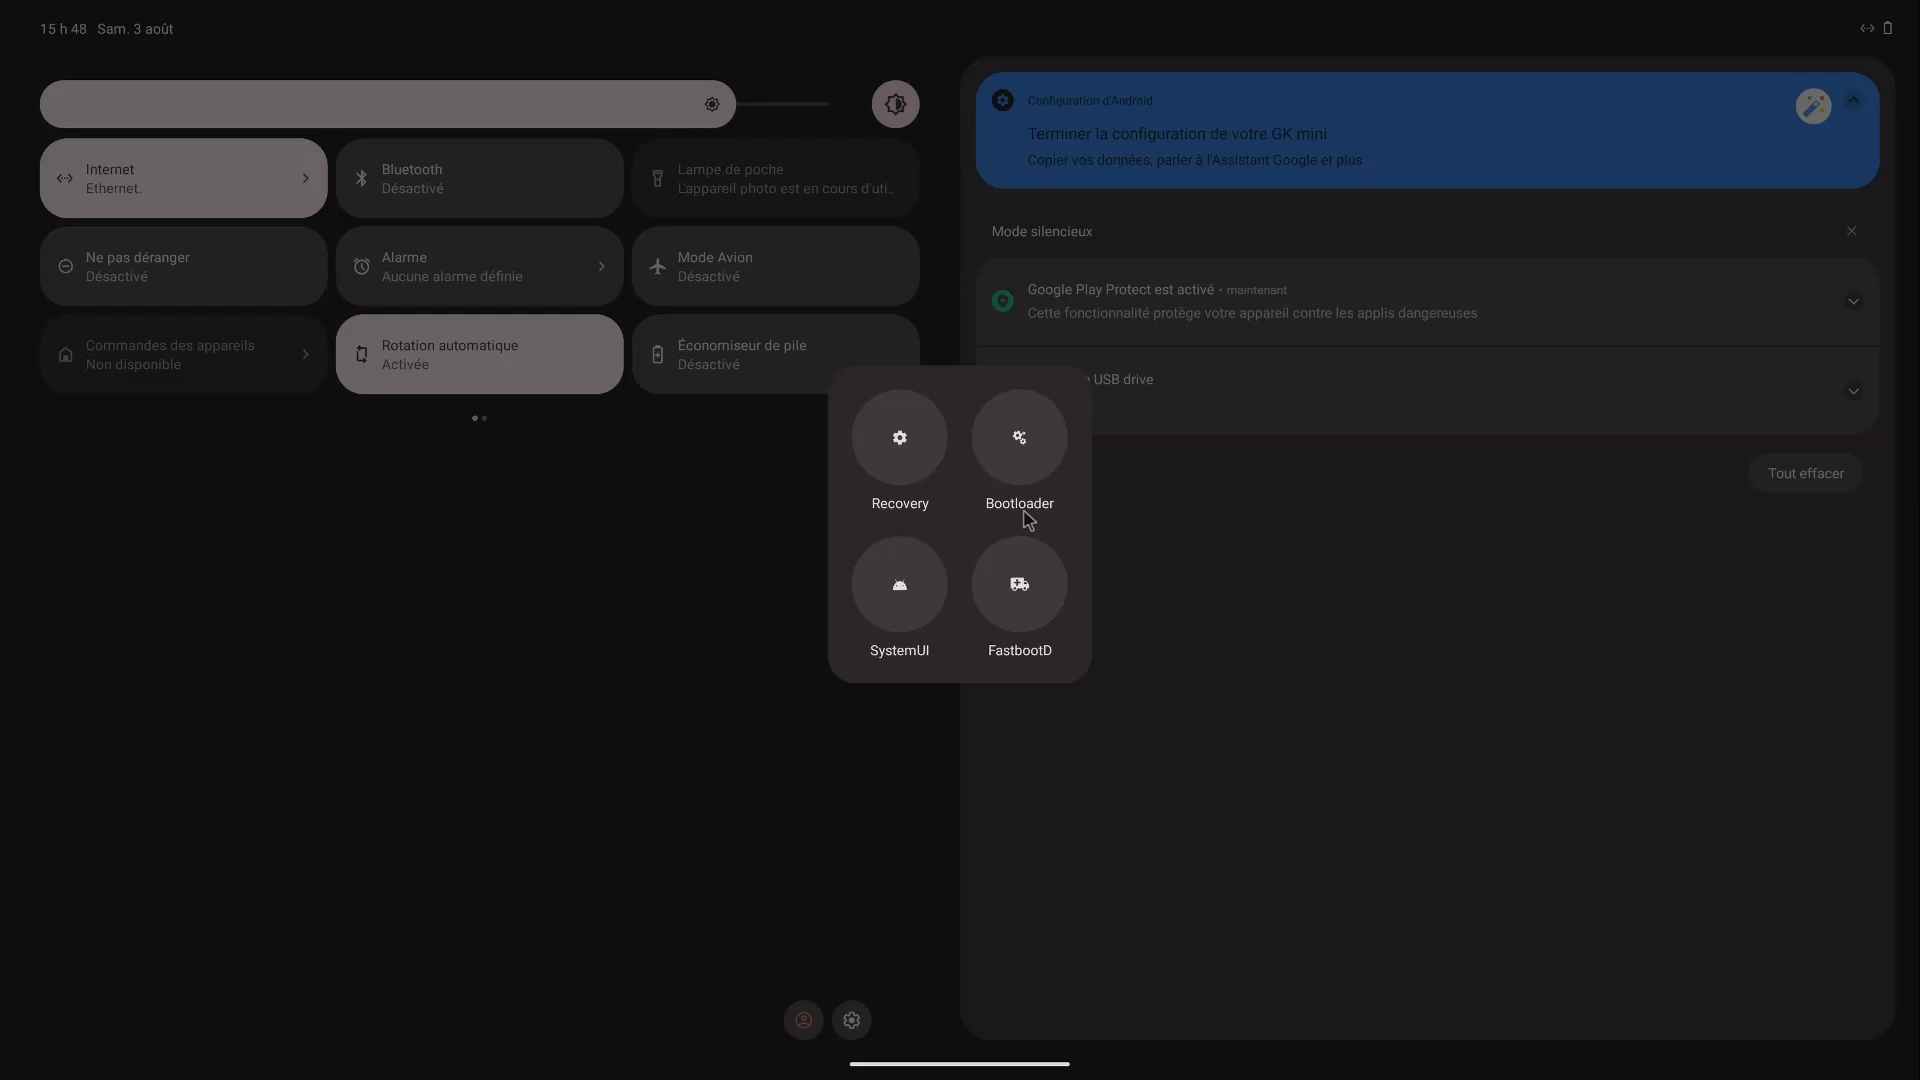 15 h 48 Sam. 3 août
Internet
Ethernet.
Bluetooth
Désactivé
Lampe de poche
L'appareil photo est en cours d'uti..
Ne pas déranger
Désactivé
Alarme
Aucune alarme définie
Mode Avion
Désactivé
Commandes des appareils
Non disponible
Rotation automatique
Activée
Économiseur de pile
Désactivé
Configuration d'Android
Terminer la configuration de votre GK mini
Copier vos données, parler à l'Assistant Google et plus
Mode silencieux
Google Play Protect est activé • maintenant
Cette fonctionnalité protège votre appareil contre les applis dangereuses
USB drive
Tout effacer
Recovery
Bootloader
SystemUI
FastbootD